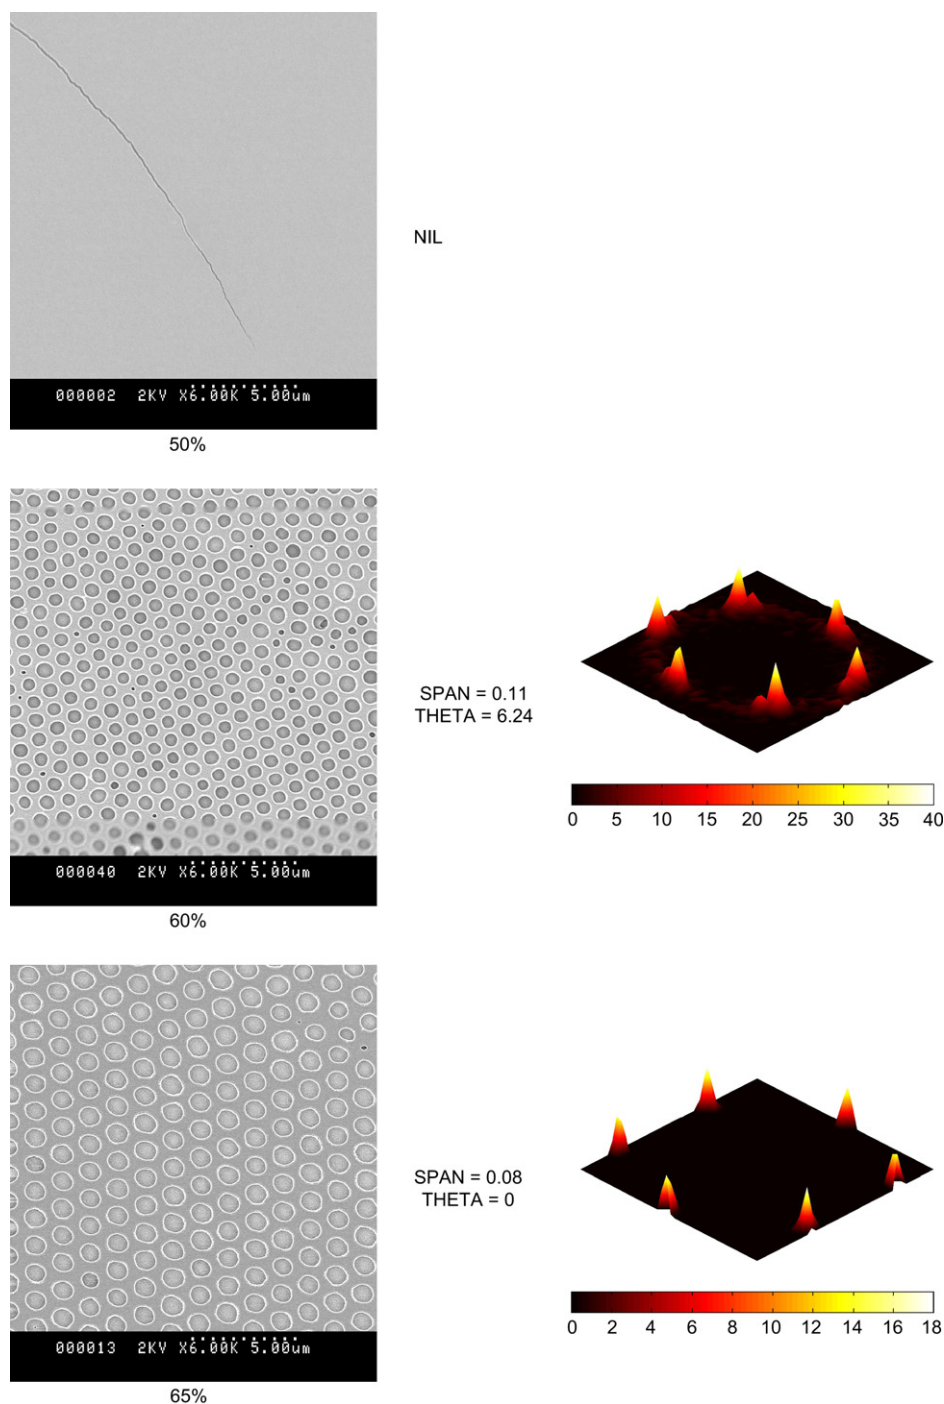 NIL
000002 2KV X6.00K 5.00um
50%
SPAN = 0.11
THETA = 6.24
0 5 10 15 20 25 30 35 40
000040 2KV X6.00K 5.00um
60%
SPAN = 0.08
THETA = 0
0 2 4 6 8 10 12 14 16 18
000013 2KV X6.00K 5.00um
65%